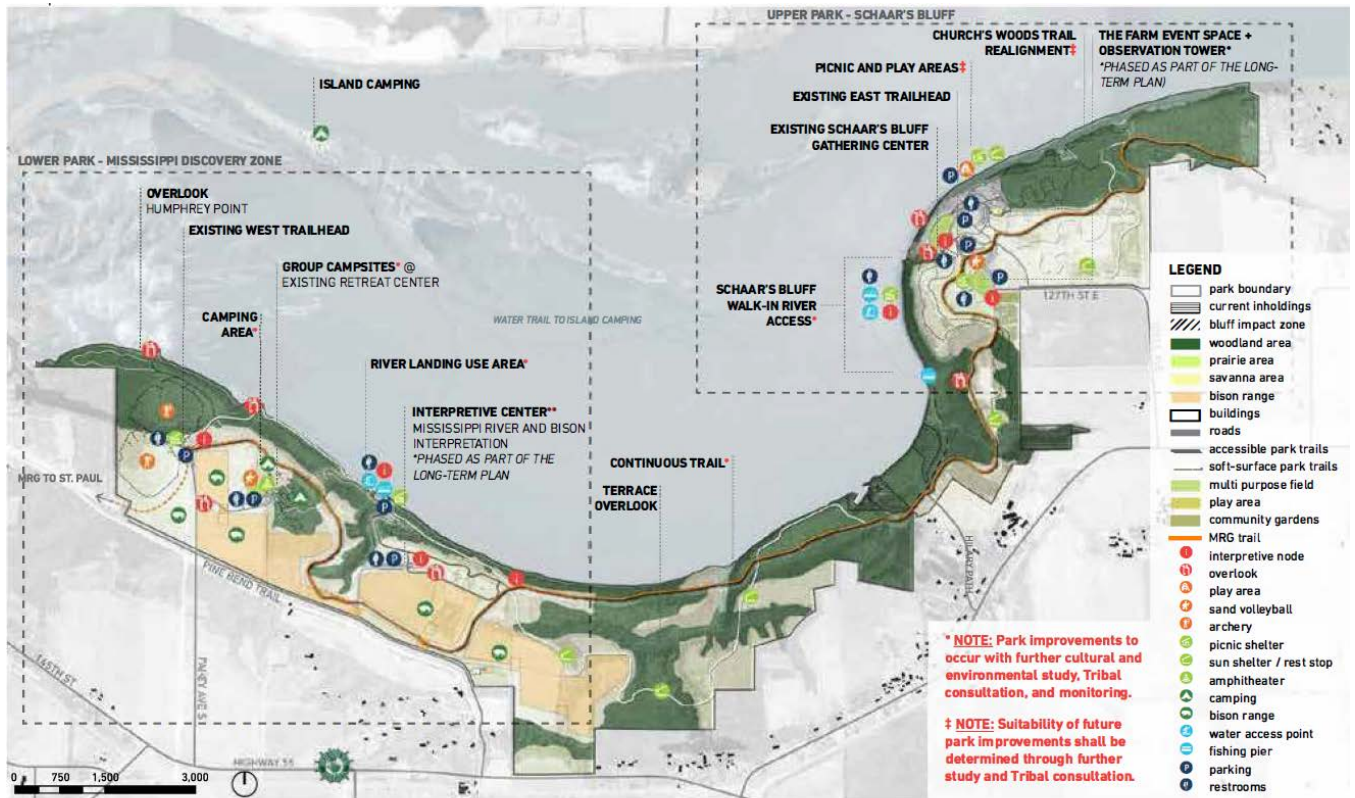 UPPER PARK - SCHAAR'S BLUFF
CHURCH'S WOODS TRAIL
REALIGNMENT‡
THE FARM EVENT SPACE +
OBSERVATION TOWER*
*PHASED AS PART OF THE LONG-
TERM PLAN)
PICNIC AND PLAY AREAS‡
EXISTING EAST TRAILHEAD
EXISTING SCHAAR'S BLUFF
GATHERING CENTER
ISLAND CAMPING
LOWER PARK - MISSISSIPPI DISCOVERY ZONE
OVERLOOK
HUMPHREY POINT
EXISTING WEST TRAILHEAD
GROUP CAMPSITES* @
EXISTING RETREAT CENTER
CAMPING
AREA*
WATER TRAIL TO ISLAND CAMPING
RIVER LANDING USE AREA*
INTERPRETIVE CENTER**
MISSISSIPPI RIVER AND BISON
INTERPRETATION
*PHASED AS PART OF THE
LONG-TERM PLAN
SCHAAR'S BLUFF
WALK-IN RIVER
ACCESS*
127TH ST E
CONTINUOUS TRAIL*
TERRACE
OVERLOOK
MRG TO ST. PAUL
PINE BEND TRAIL
145TH ST
FAHEY AVE S
HIGHWAY 55
HILARY PATH
0 750 1,500 3,000
* NOTE: Park improvements to
occur with further cultural and
environmental study, Tribal
consultation, and monitoring.
‡ NOTE: Suitability of future
park improvements shall be
determined through further
study and Tribal consultation.
LEGEND
park boundary
current inholdings
bluff impact zone
woodland area
prairie area
savanna area
bison range
buildings
roads
accessible park trails
soft-surface park trails
multi purpose field
play area
community gardens
MRG trail
interpretive node
overlook
play area
sand volleyball
archery
picnic shelter
sun shelter / rest stop
amphitheater
camping
bison range
water access point
fishing pier
parking
restrooms